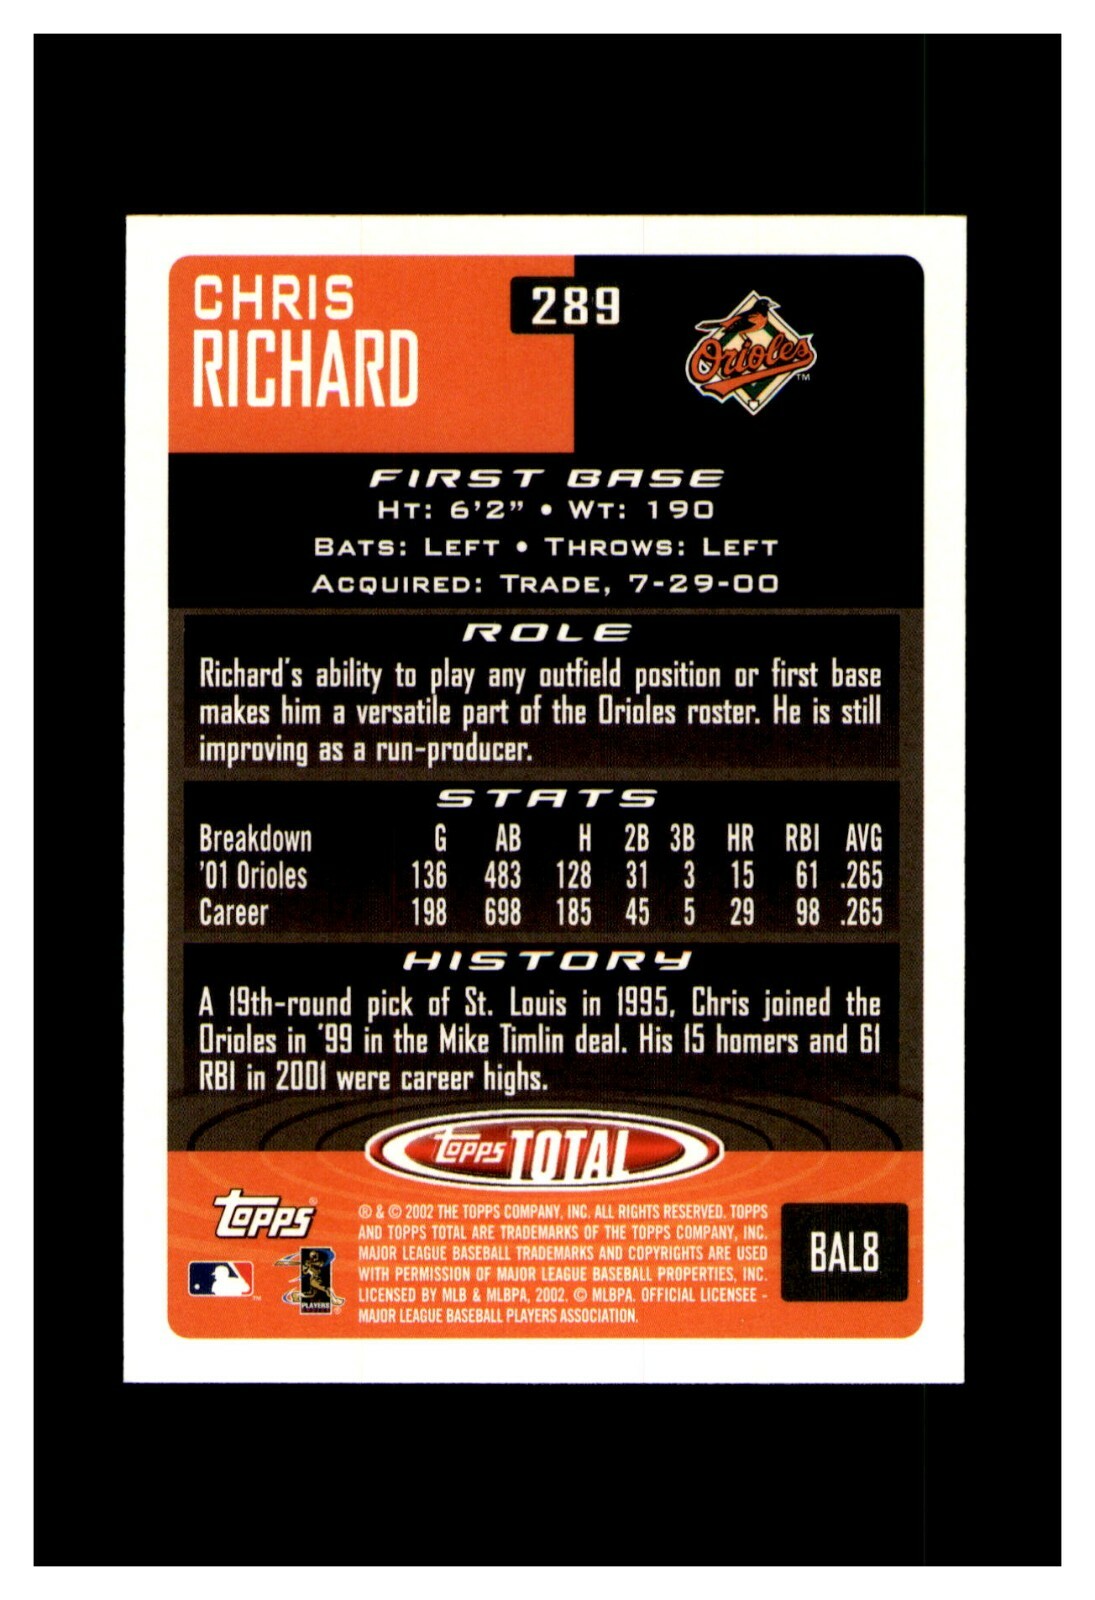 CHRIS
RICHARD
289
Orioles
TM
FIRST BASE
HT: 6'2" • WT: 190
BATS: LEFT • THROWS: LEFT
ACQUIRED: TRADE, 7-29-00
ROLE
Richard's ability to play any outfield position or first base
makes him a versatile part of the Orioles roster. He is still
improving as a run-producer.
STATS
Breakdown G AB H 2B 3B HR RBI AVG
'01 Orioles 136 483 128 31 3 15 61 .265
Career 198 698 185 45 5 29 98 .265
HISTORY
A 19th-round pick of St. Louis in 1995, Chris joined the
Orioles in '99 in the Mike Timlin deal. His 15 homers and 61
RBI in 2001 were career highs.
topps TOTAL
topps®
® & © 2002 THE TOPPS COMPANY, INC. ALL RIGHTS RESERVED. TOPPS
AND TOPPS TOTAL ARE TRADEMARKS OF THE TOPPS COMPANY, INC.
MAJOR LEAGUE BASEBALL TRADEMARKS AND COPYRIGHTS ARE USED
WITH PERMISSION OF MAJOR LEAGUE BASEBALL PROPERTIES, INC.
LICENSED BY MLB & MLBPA, 2002. © MLBPA. OFFICIAL LICENSEE -
MAJOR LEAGUE BASEBALL PLAYERS ASSOCIATION.
PLAYERS
BAL8